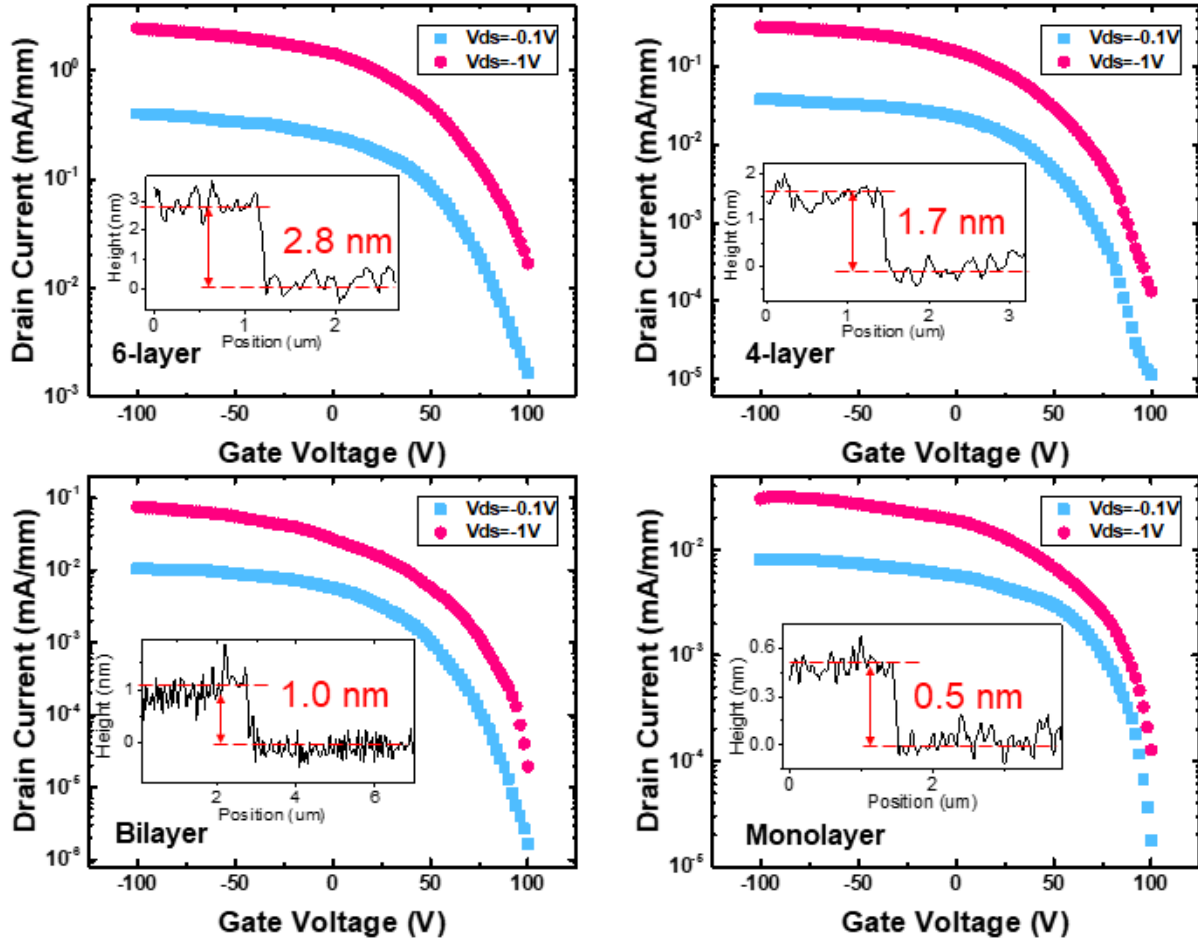 Drain Current (mA/mm)
10⁰
10⁻¹
10⁻²
10⁻³
Vds=-0.1V
Vds=-1V
Height (nm)
3
2
1
0
2.8 nm
0
1
2
Position (um)
6-layer
-100
-50
0
50
100
Gate Voltage (V)
Drain Current (mA/mm)
10⁻¹
10⁻²
10⁻³
10⁻⁴
10⁻⁵
Vds=-0.1V
Vds=-1V
Height (nm)
2
1
0
1.7 nm
0
1
2
3
Position (um)
4-layer
-100
-50
0
50
100
Gate Voltage (V)
Drain Current (mA/mm)
10⁻¹
10⁻²
10⁻³
10⁻⁴
10⁻⁵
10⁻⁶
Vds=-0.1V
Vds=-1V
Height (nm)
1
0
1.0 nm
2
4
6
Position (um)
Bilayer
-100
-50
0
50
100
Gate Voltage (V)
Drain Current (mA/mm)
10⁻²
10⁻³
10⁻⁴
10⁻⁵
Vds=-0.1V
Vds=-1V
Height (nm)
0.6
0.3
0.0
0.5 nm
0
2
Position (um)
Monolayer
-100
-50
0
50
100
Gate Voltage (V)